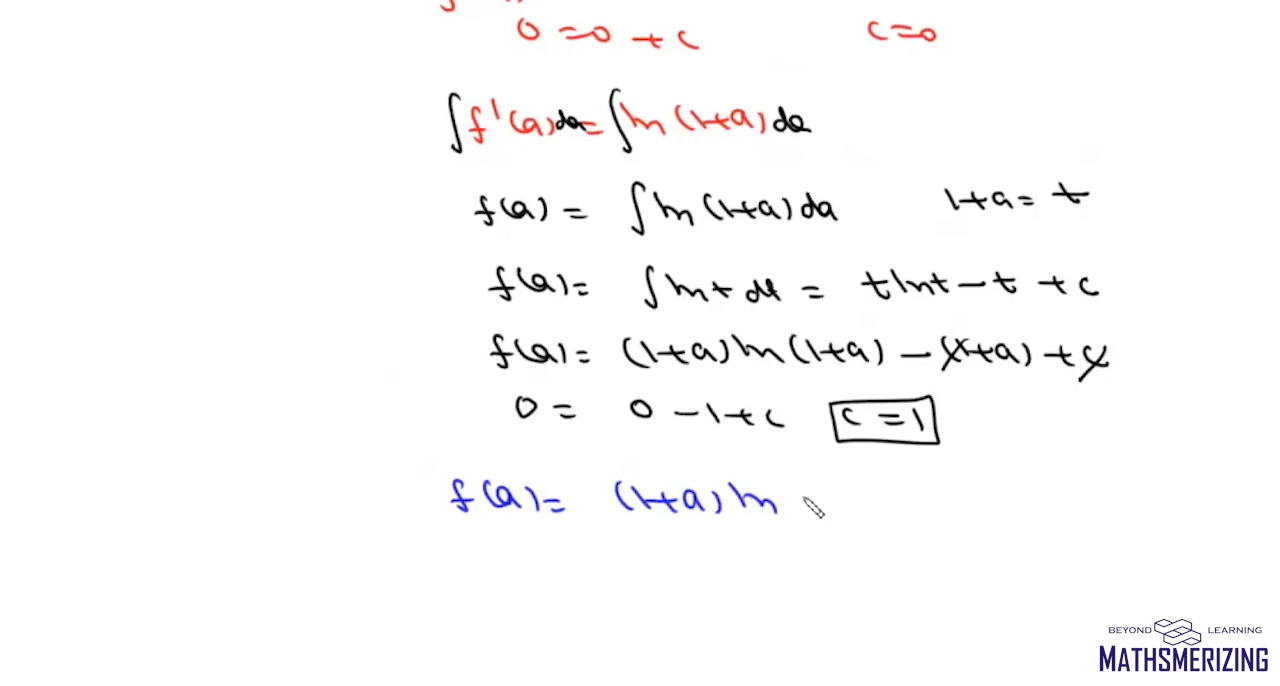 0 = 0 + c c = 0
∫ f'(a) da = ∫ ln (1+a) da
f(a) = ∫ ln (1+a) da 1+a = t
f(a) = ∫ ln t dt = t ln t - t + c
f(a) = (1+a) ln (1+a) - (1+a) + c
0 = 0 - 1 + c c = 1
f(a) = (1+a) ln
BEYOND LEARNING
MATHSMERIZING